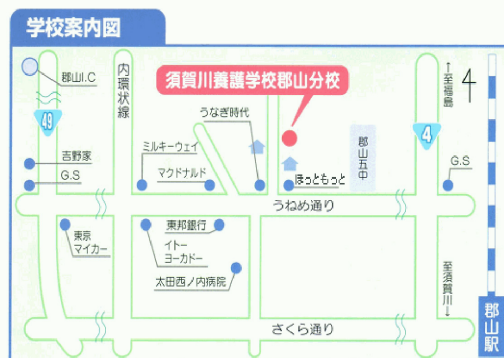 学校案内図
郡山I.C
内環状線
須賀川養護学校郡山分校
↑至福島
4
49
うなぎ時代
4
郡山五中
吉野家
ミルキーウェイ
G.S
マクドナルド
ほっともっと
G.S
うねめ通り
東京
マイカー
東邦銀行
イトー
ヨーカドー
太田西ノ内病院
至須賀川↓
郡山駅
さくら通り